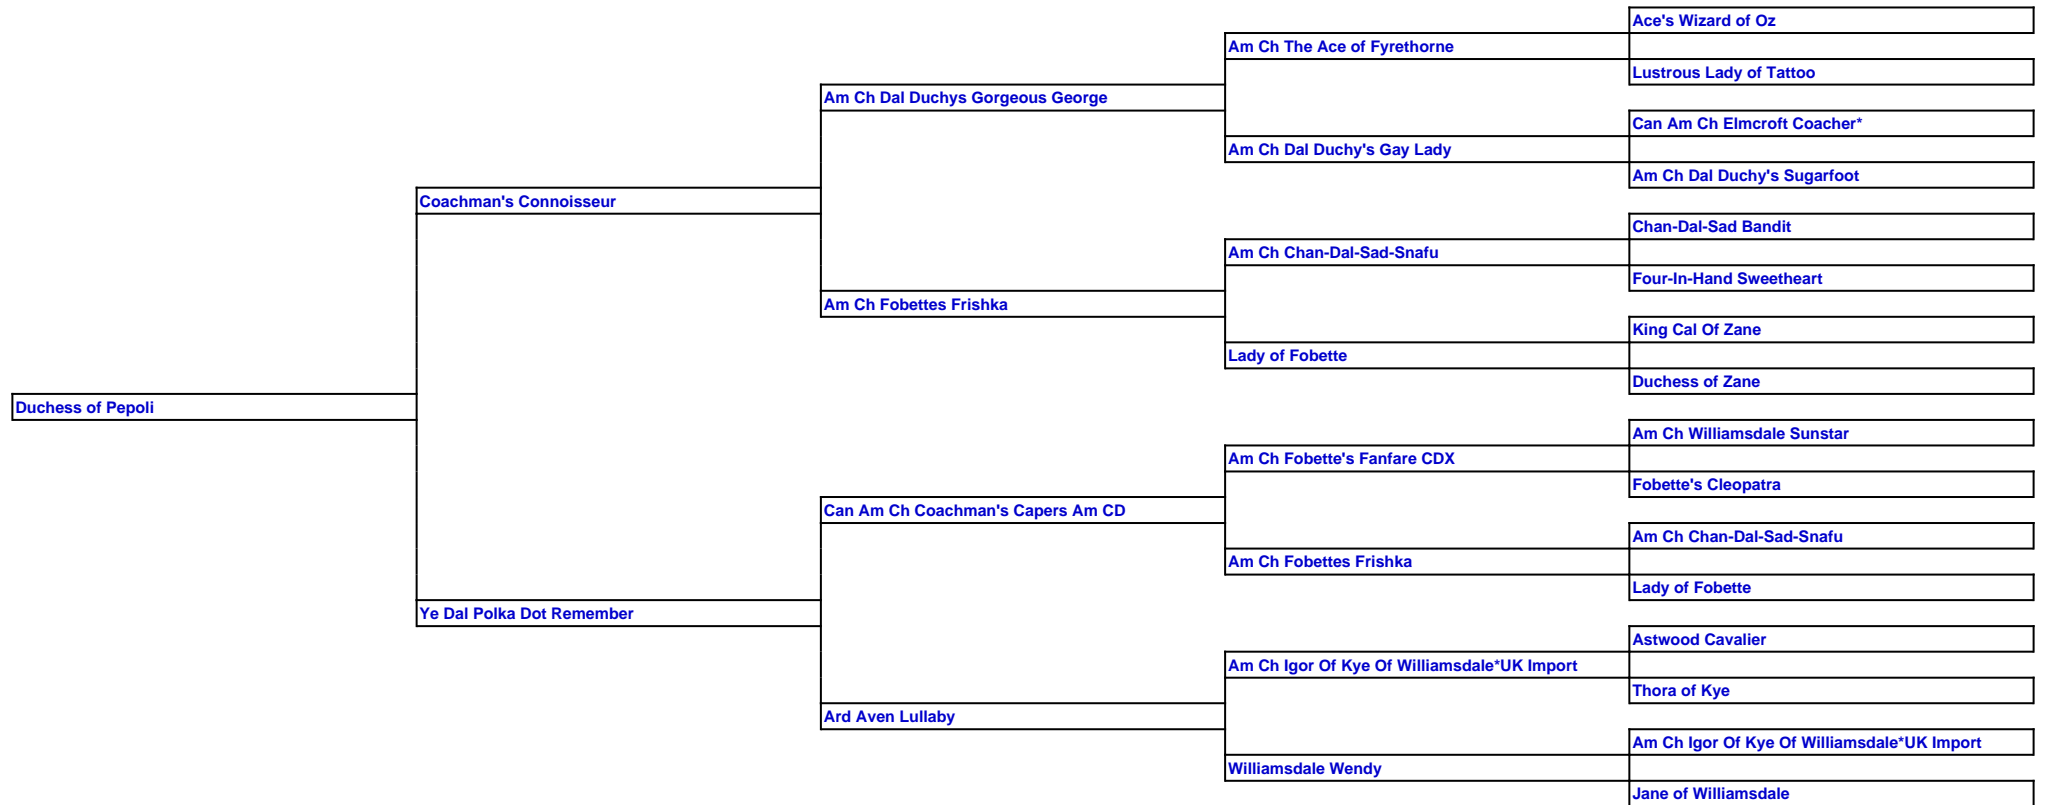 Ace's Wizard of Oz
Am Ch The Ace of Fyrethorne
Lustrous Lady of Tattoo
Am Ch Dal Duchys Gorgeous George
Can Am Ch Elmcroft Coacher*
Am Ch Dal Duchy's Gay Lady
Am Ch Dal Duchy's Sugarfoot
Coachman's Connoisseur
Chan-Dal-Sad Bandit
Am Ch Chan-Dal-Sad-Snafu
Four-In-Hand Sweetheart
Am Ch Fobettes Frishka
King Cal Of Zane
Lady of Fobette
Duchess of Zane
Duchess of Pepoli
Am Ch Williamsdale Sunstar
Am Ch Fobette's Fanfare CDX
Fobette's Cleopatra
Can Am Ch Coachman's Capers Am CD
Am Ch Chan-Dal-Sad-Snafu
Am Ch Fobettes Frishka
Lady of Fobette
Ye Dal Polka Dot Remember
Astwood Cavalier
Am Ch Igor Of Kye Of Williamsdale*UK Import
Thora of Kye
Ard Aven Lullaby
Am Ch Igor Of Kye Of Williamsdale*UK Import
Williamsdale Wendy
Jane of Williamsdale